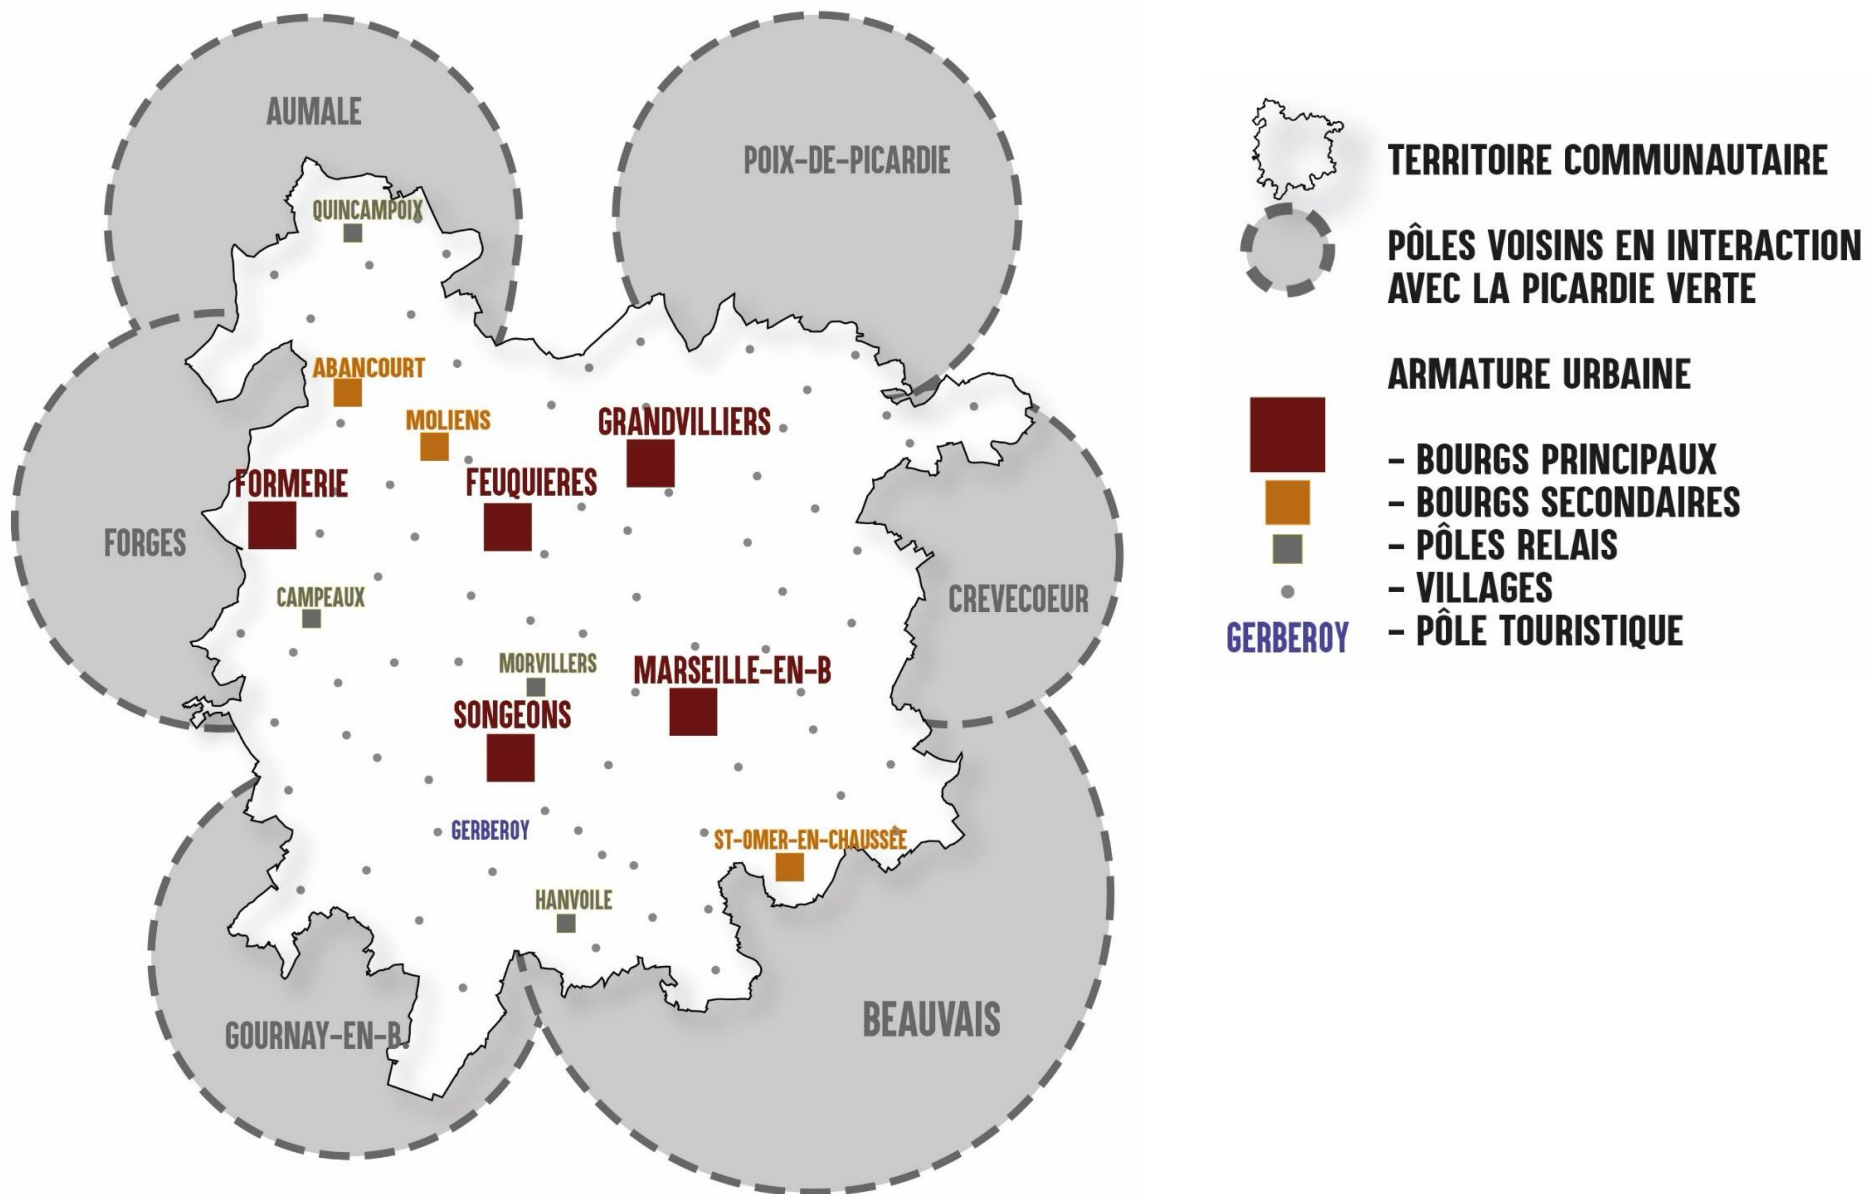 AUMALE
POIX-DE-PICARDIE
QUINCAMPOIX
ABANCOURT
MOLIENS
GRANDVILLIERS
FORMERIE
FEUQUIERES
FORGES
CAMPEAUX
CREVECOEUR
MORVILLERS
MARSEILLE-EN-B
SONGEONS
GERBEROY
ST-OMER-EN-CHAUSSÉE
HANVOILE
BEAUVAIS
GOURNAY-EN-B.
TERRITOIRE COMMUNAUTAIRE
PÔLES VOISINS EN INTERACTION
AVEC LA PICARDIE VERTE
ARMATURE URBAINE
- BOURGS PRINCIPAUX
- BOURGS SECONDAIRES
- PÔLES RELAIS
- VILLAGES
GERBEROY - PÔLE TOURISTIQUE